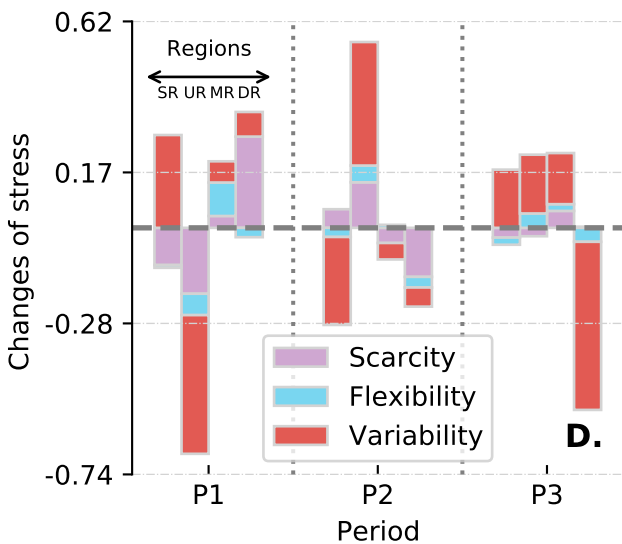 0.62
0.17
-0.28
-0.74
Changes of stress
Regions
SR UR MR DR
Scarcity
Flexibility
Variability
D.
P1 P2 P3
Period